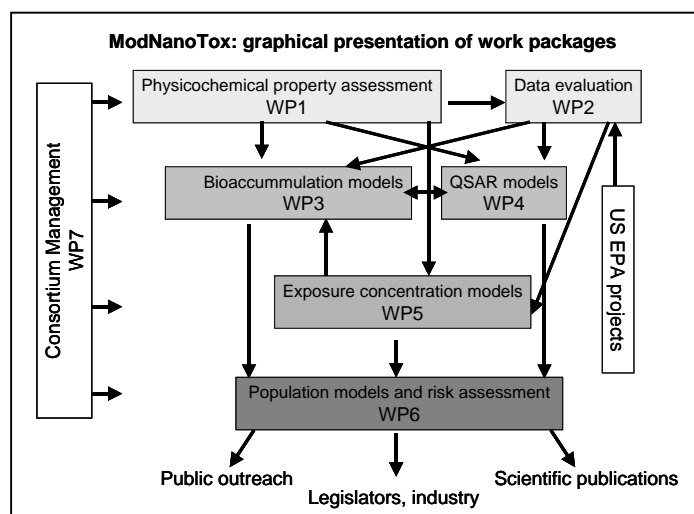 ModNanoTox: graphical presentation of work packages
Physicochemical property assessment
WP1
Data evaluation
WP2
Bioaccummulation models
WP3
QSAR models
WP4
Consortium Management
WP7
US EPA projects
Exposure concentration models
WP5
Population models and risk assessment
WP6
Public outreach
Legislators, industry
Scientific publications